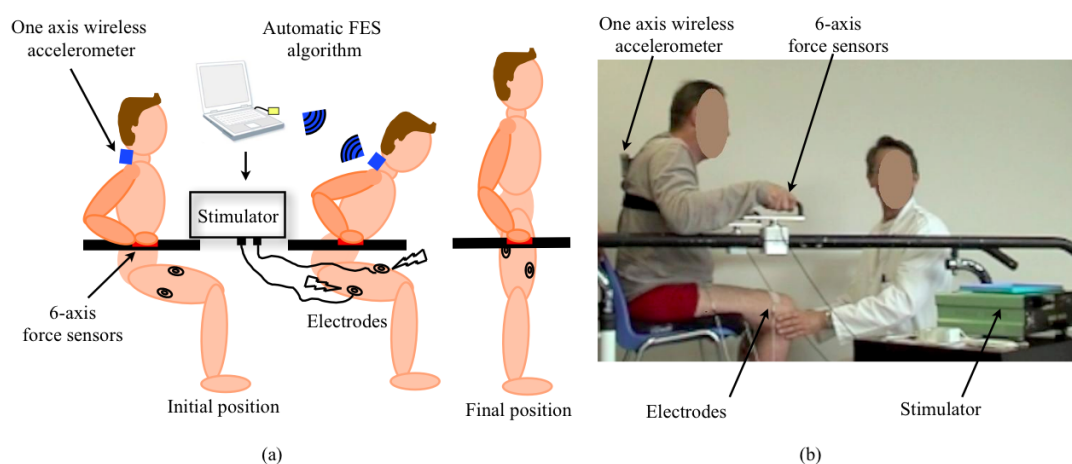 One axis wireless
accelerometer
Automatic FES
algorithm
Stimulator
6-axis
force sensors
Electrodes
Initial position
Final position
(a)
One axis wireless
accelerometer
6-axis
force sensors
Electrodes
Stimulator
(b)